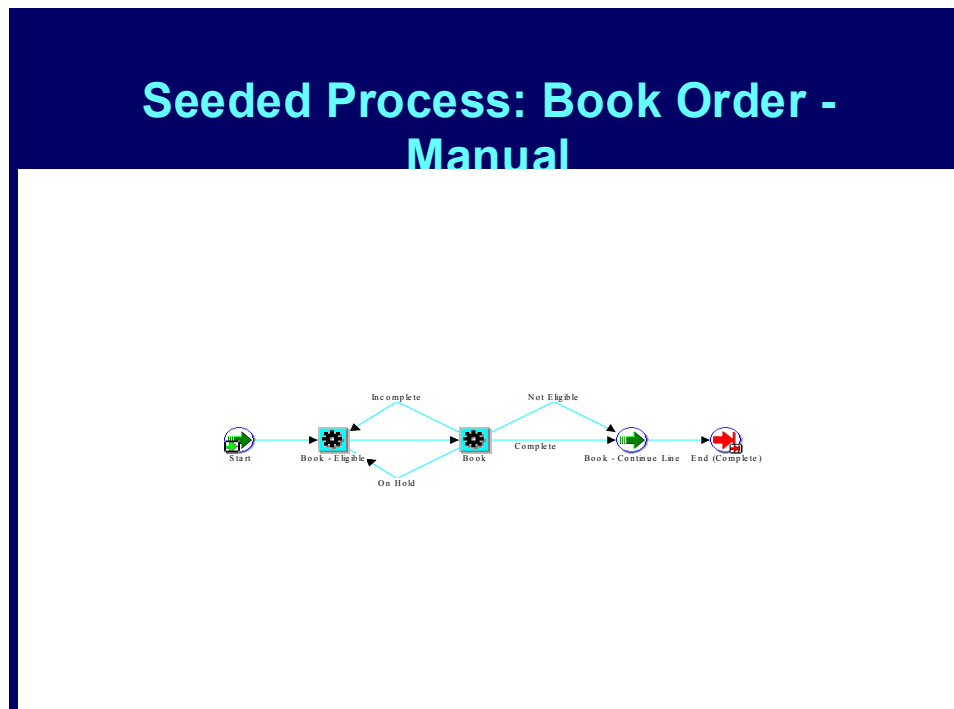 Seeded Process: Book Order -
Manual
Incomplete
Not Eligible
Complete
Start
Book - Eligible
Book
Book - Continue Line
End (Complete)
On Hold